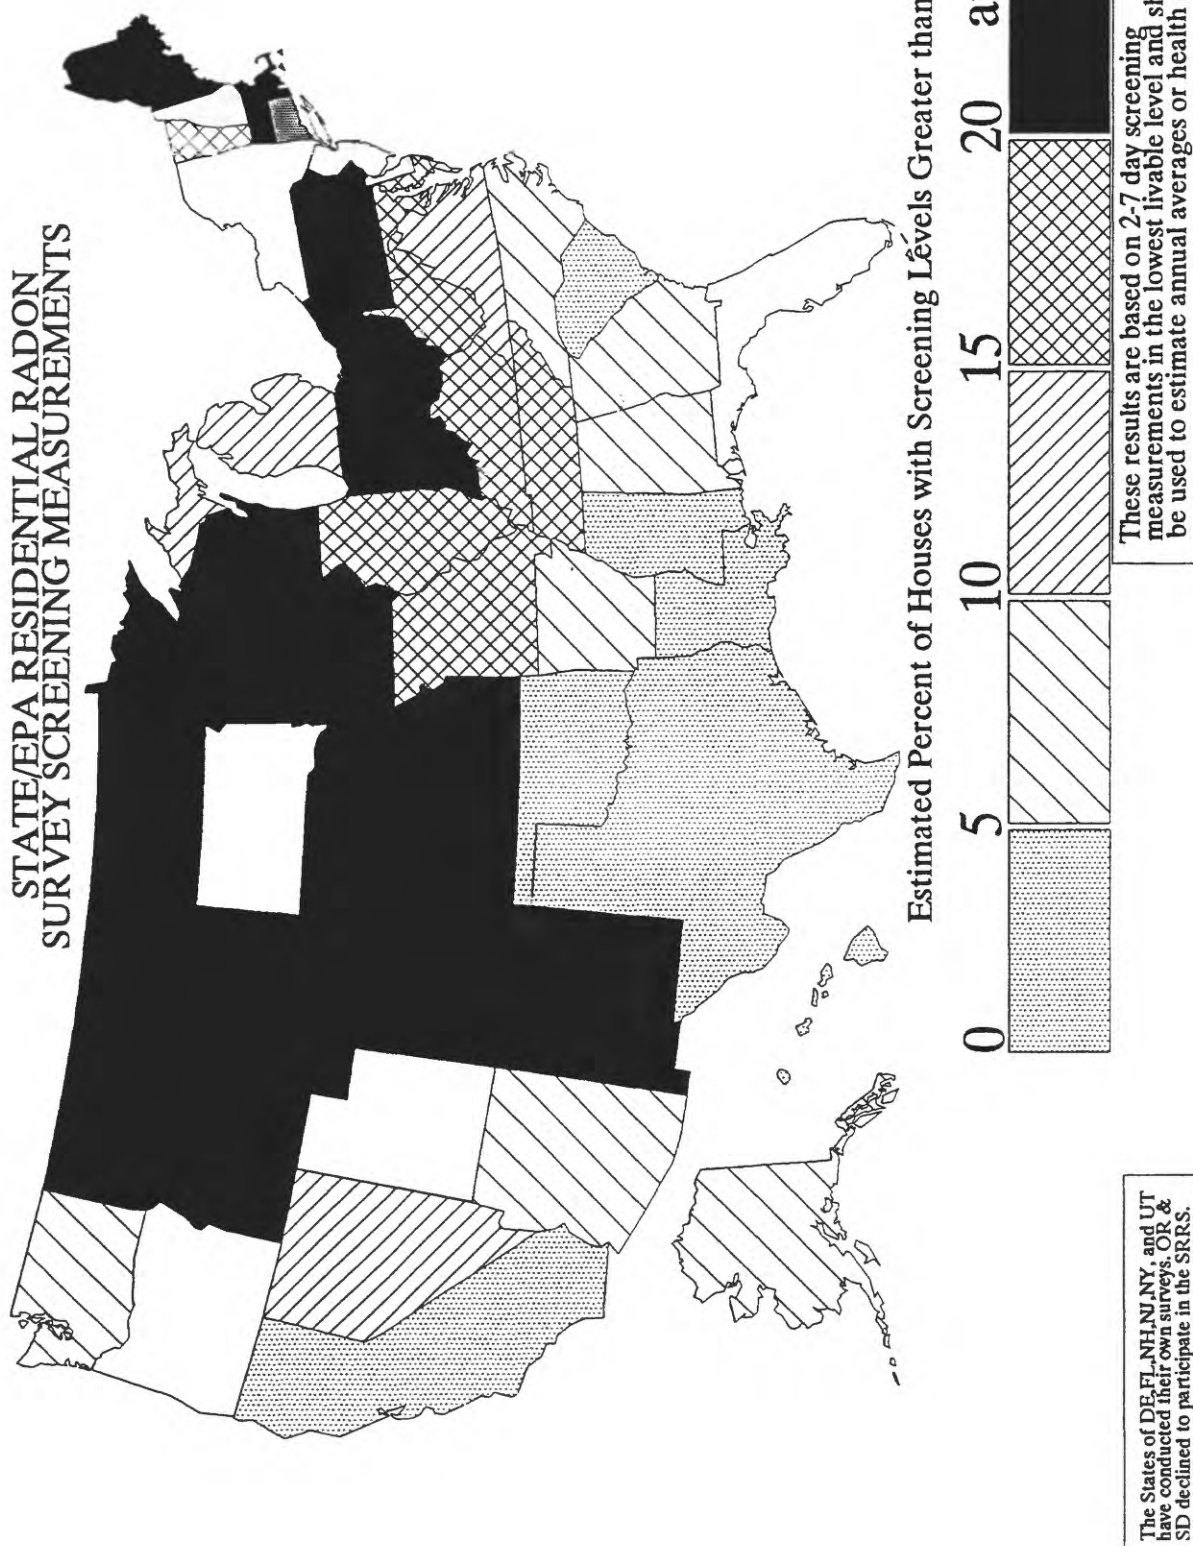 STATE/EPA RESIDENTIAL RADON
SURVEY SCREENING MEASUREMENTS
Estimated Percent of Houses with Screening Levels Greater than
0 5 10 15 20
The States of DE,FL,NH,NJ,NY, and UT
have conducted their own surveys. OR &
SD declined to participate in the SRRS.
These results are based on 2-7 day screening
measurements in the lowest livable level and
be used to estimate annual averages or health